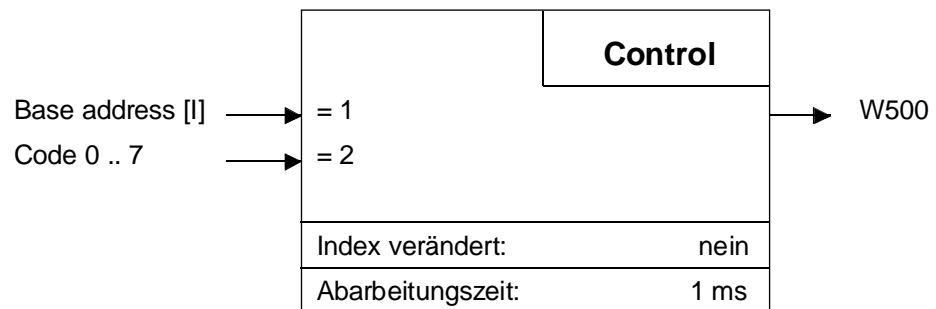 Control
Base address [I] = 1 W500
Code 0 .. 7 = 2
Index verändert: nein
Abarbeitungszeit: 1 ms